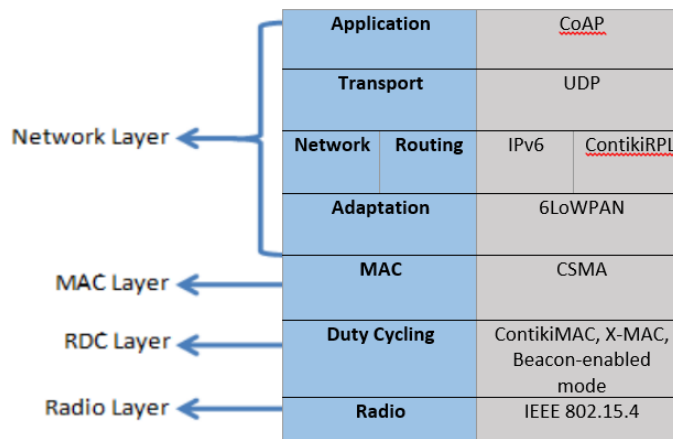 Application CoAP
Transport UDP
Network Layer
Network Routing IPv6 ContikiRPL
Adaptation 6LoWPAN
MAC Layer
MAC CSMA
RDC Layer
Duty Cycling ContikiMAC, X-MAC,
Beacon-enabled
mode
Radio Layer
Radio IEEE 802.15.4